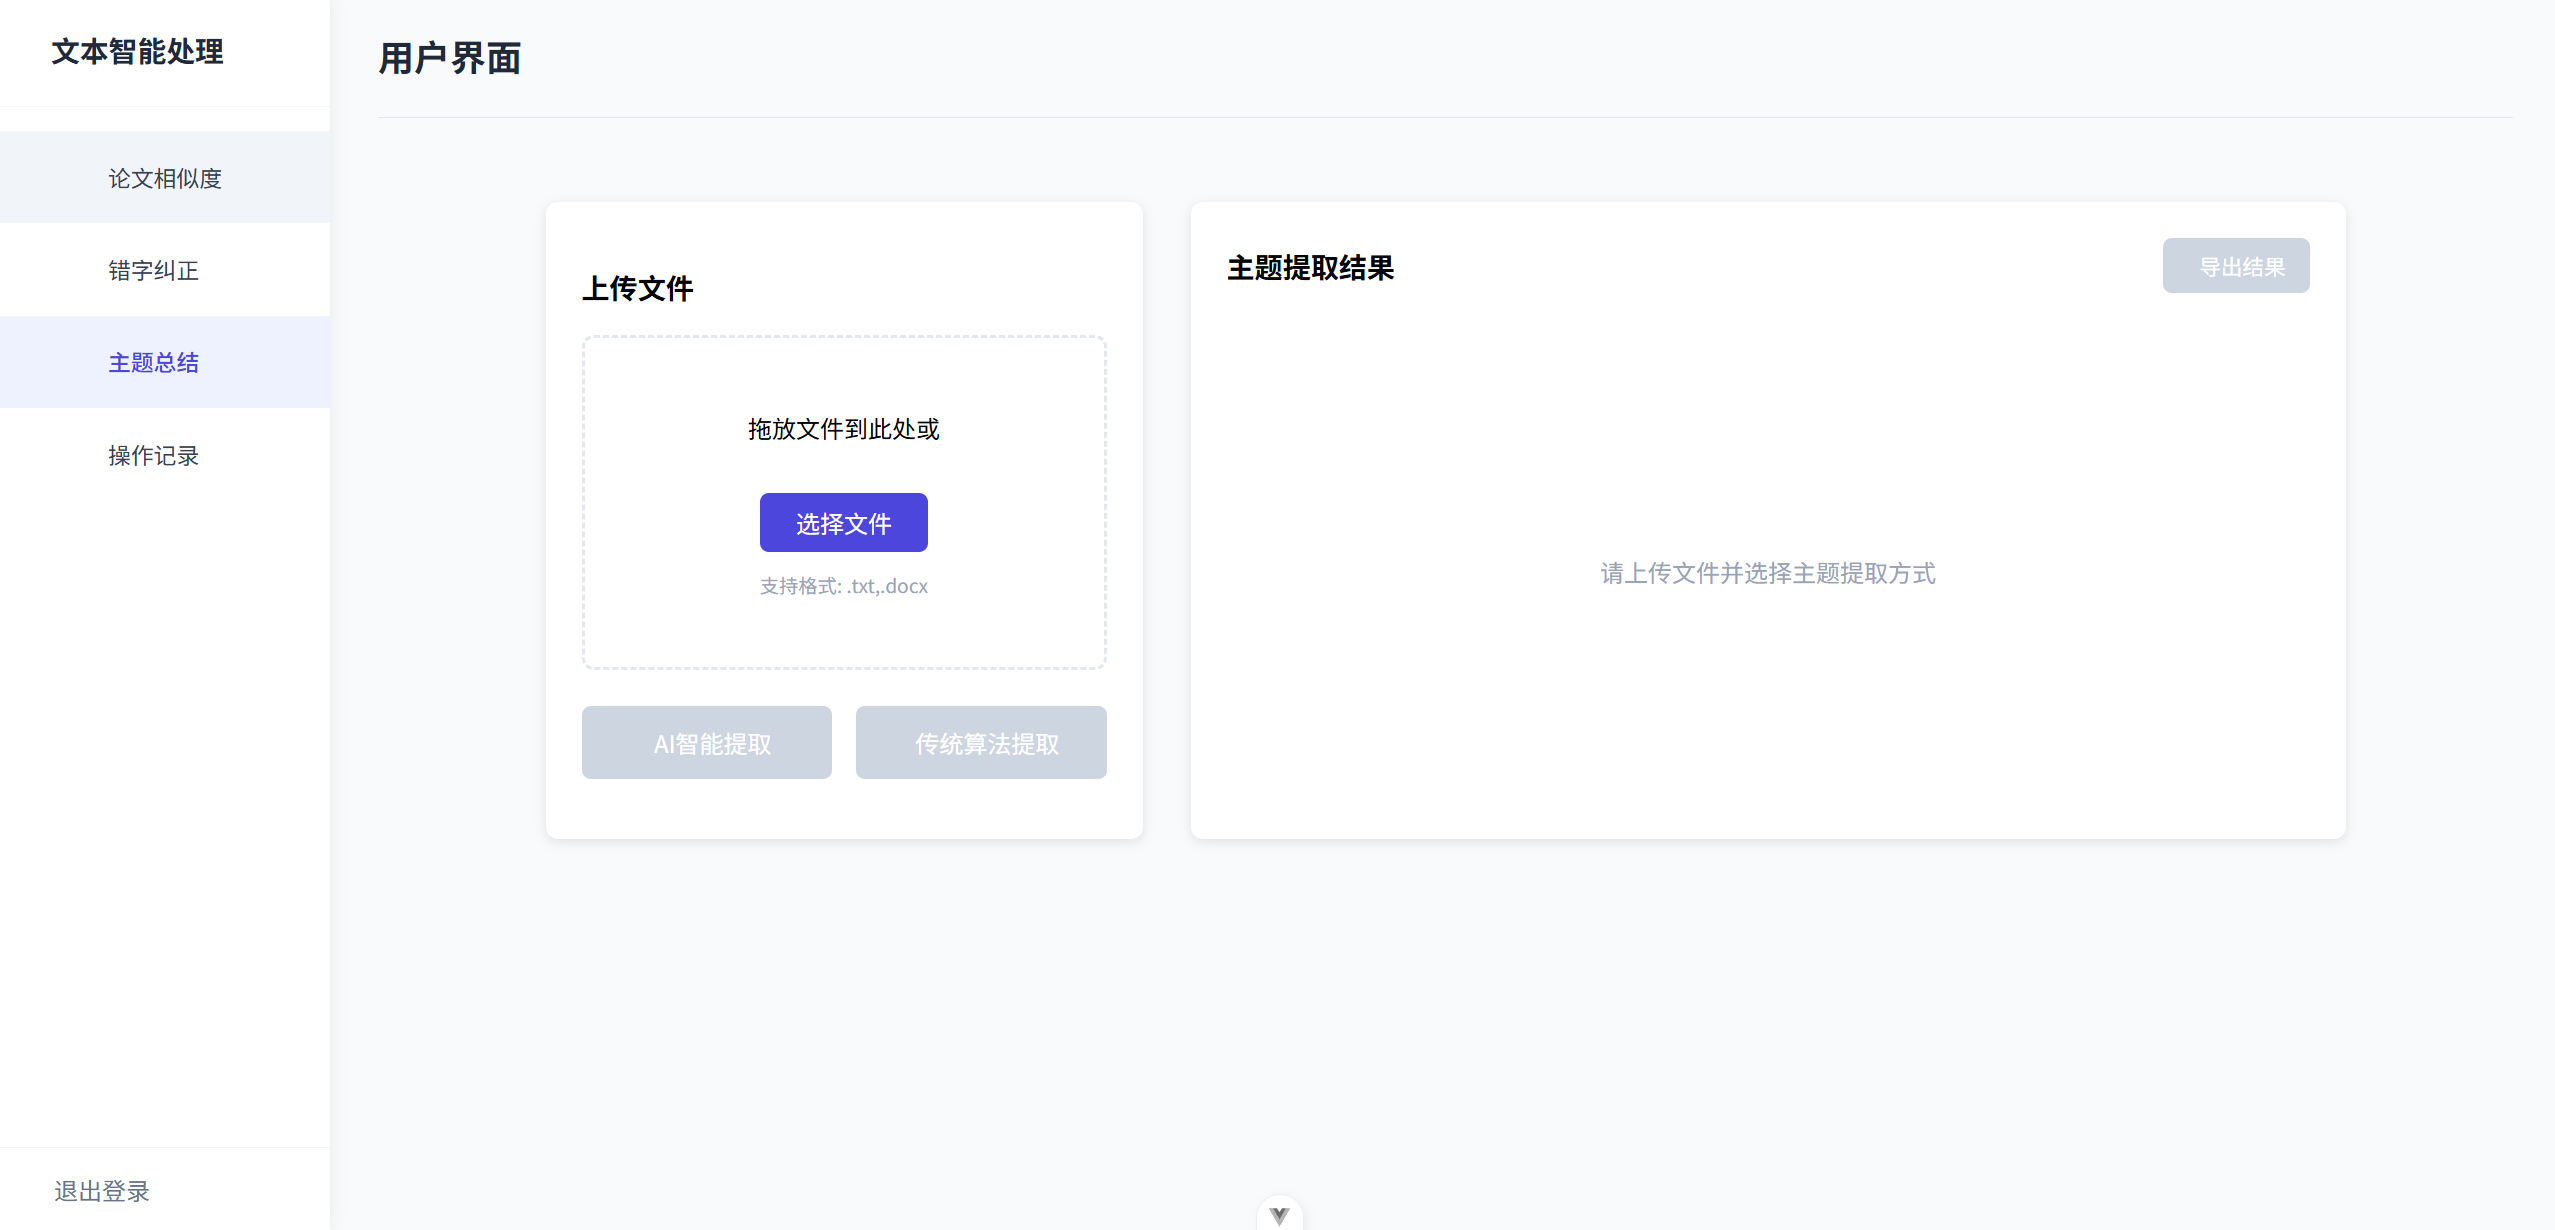 文本智能处理
论文相似度
错字纠正
主题总结
操作记录
退出登录
用户界面
上传文件
拖放文件到此处或
选择文件
支持格式: .txt,.docx
AI智能提取
传统算法提取
主题提取结果
导出结果
请上传文件并选择主题提取方式